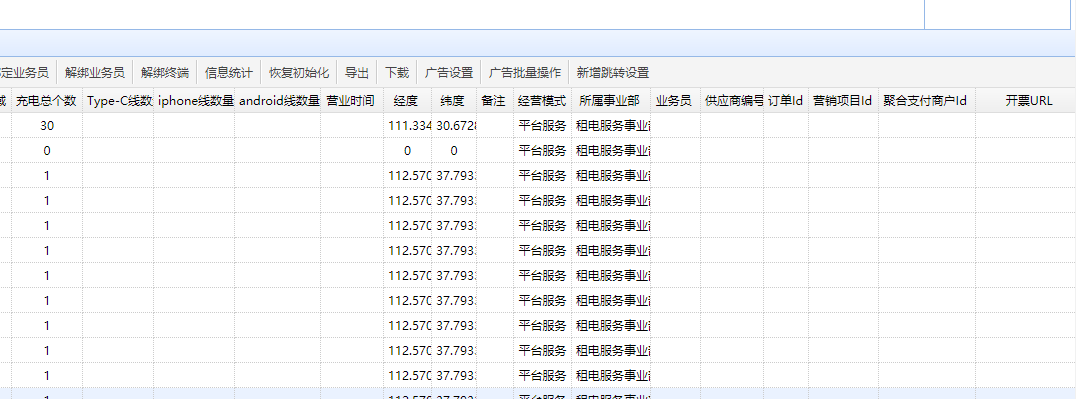 定业务员 解绑业务员 解绑终端 信息统计 恢复初始化 导出 下载 广告设置 广告批量操作 新增跳转设置
域 充电总个数 Type-C线数 iphone线数量 android线数量 营业时间 经度 纬度 备注 经营模式 所属事业部 业务员 供应商编号 订单Id 营销项目Id 聚合支付商户Id 开票URL
30 111.334 30.6728 平台服务 租电服务事业部
0 0 0 平台服务 租电服务事业部
1 112.570 37.7933 平台服务 租电服务事业部
1 112.570 37.7933 平台服务 租电服务事业部
1 112.570 37.7933 平台服务 租电服务事业部
1 112.570 37.7933 平台服务 租电服务事业部
1 112.570 37.7933 平台服务 租电服务事业部
1 112.570 37.7933 平台服务 租电服务事业部
1 112.570 37.7933 平台服务 租电服务事业部
1 112.570 37.7933 平台服务 租电服务事业部
1 112.570 37.7933 平台服务 租电服务事业部